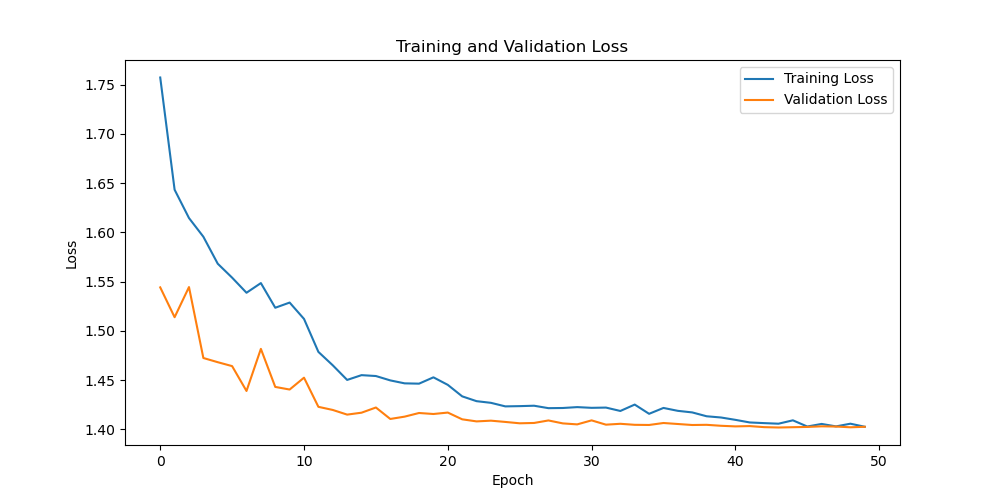 Training and Validation Loss
Training Loss
Validation Loss
1.75
1.70
1.65
1.60
1.55
1.50
1.45
1.40
Loss
0 10 20 30 40 50
Epoch